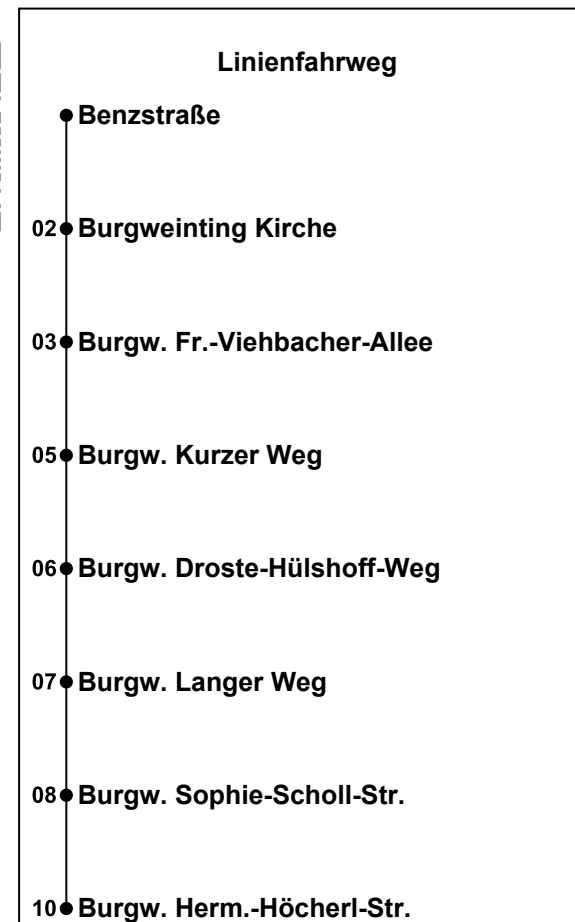 Linienfahrweg
Benzstraße
02 Burgweinting Kirche
03 Burgw. Fr.-Viehbacher-Allee
05 Burgw. Kurzer Weg
06 Burgw. Droste-Hülshoff-Weg
07 Burgw. Langer Weg
08 Burgw. Sophie-Scholl-Str.
10 Burgw. Herm.-Höcherl-Str.